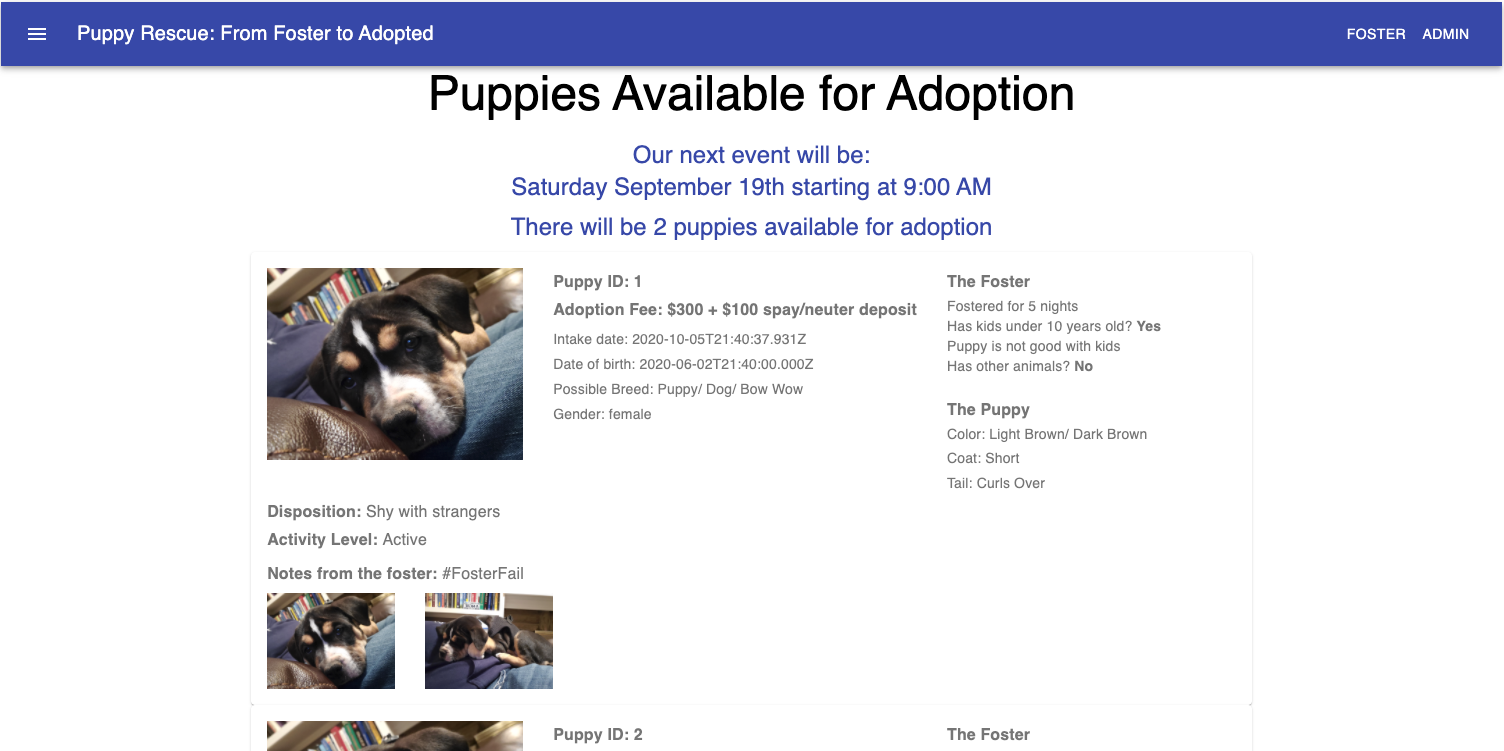 Puppy Rescue: From Foster to Adopted
FOSTER ADMIN
Puppies Available for Adoption
Our next event will be:
Saturday September 19th starting at 9:00 AM
There will be 2 puppies available for adoption
Puppy ID: 1
Adoption Fee: $300 + $100 spay/neuter deposit
Intake date: 2020-10-05T21:40:37.931Z
Date of birth: 2020-06-02T21:40:00.000Z
Possible Breed: Puppy/ Dog/ Bow Wow
Gender: female
The Foster
Fostered for 5 nights
Has kids under 10 years old? Yes
Puppy is not good with kids
Has other animals? No
The Puppy
Color: Light Brown/ Dark Brown
Coat: Short
Tail: Curls Over
Disposition: Shy with strangers
Activity Level: Active
Notes from the foster: #FosterFail
Puppy ID: 2
The Foster